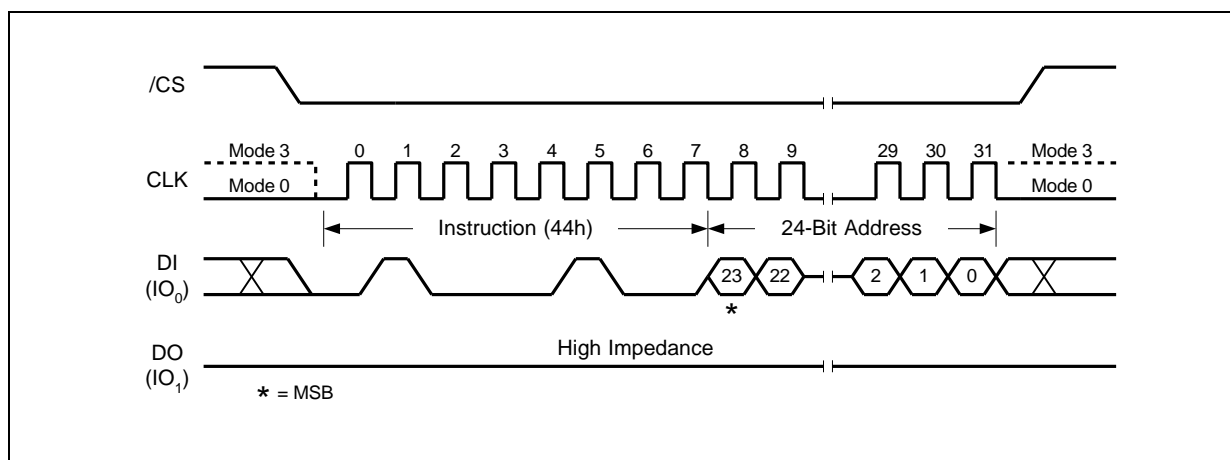 /CS
Mode 3 0 1 2 3 4 5 6 7 8 9 29 30 31 Mode 3
CLK
Mode 0 Mode 0
Instruction (44h) 24-Bit Address
DI
(IO0) 23 22 2 1 0
*
High Impedance
DO
(IO1)
* = MSB